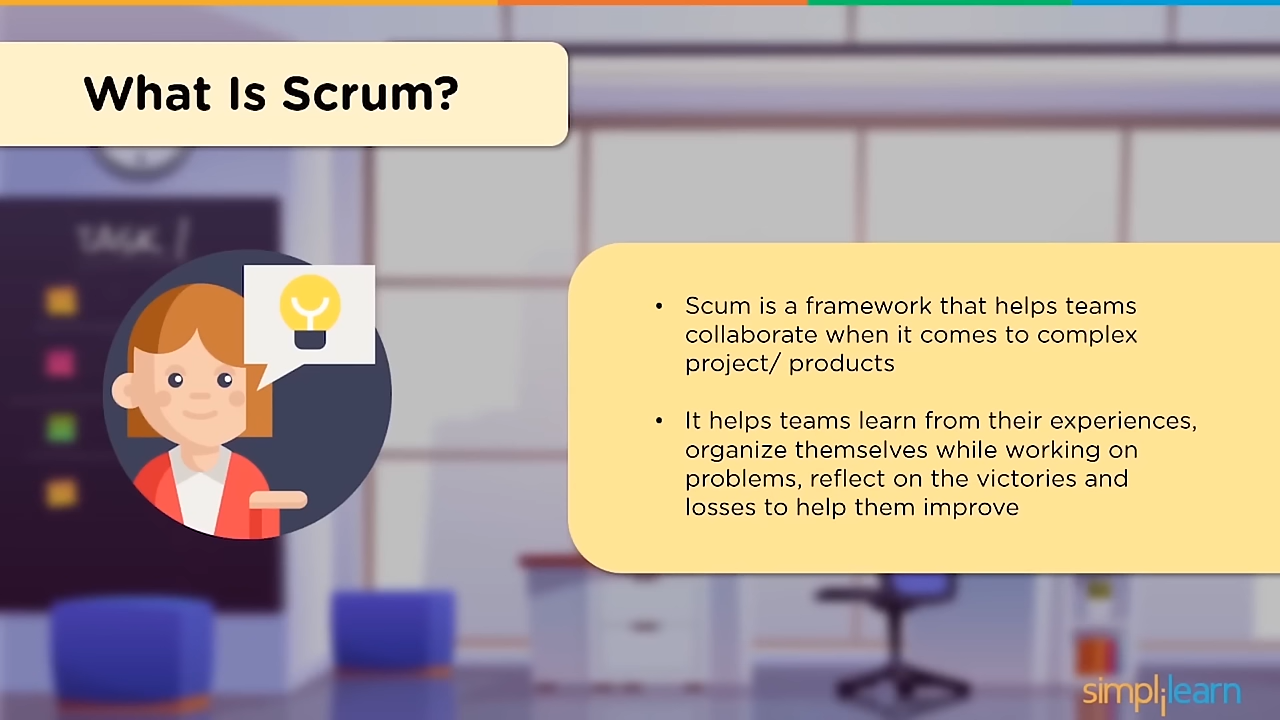 What Is Scrum?
TASK
• Scum is a framework that helps teams
collaborate when it comes to complex
project/ products
• It helps teams learn from their experiences,
organize themselves while working on
problems, reflect on the victories and
losses to help them improve
simplilearn